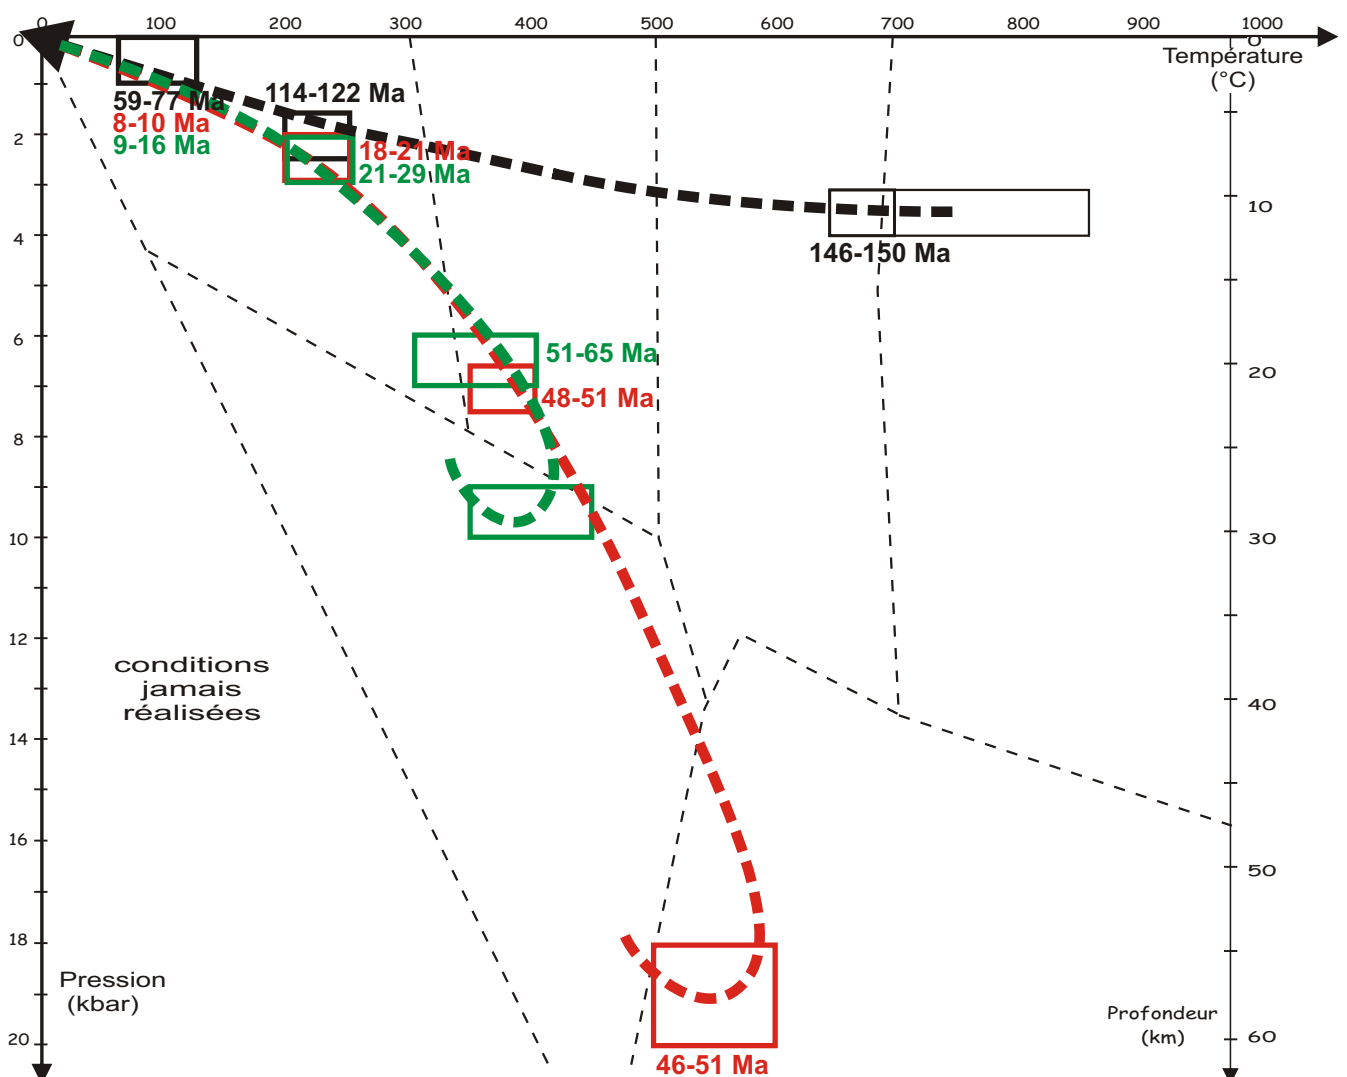 0 100 200 300 400 500 600 700 800 900 1000
0
0
Température
(°C)
59-77 Ma
8-10 Ma
9-16 Ma
114-122 Ma
18-21 Ma
21-29 Ma
2
10
4
146-150 Ma
6
51-65 Ma
20
48-51 Ma
8
10
30
12
conditions
jamais
réalisées
40
14
16
50
18
Pression
(kbar)
Profondeur
(km)
20
60
46-51 Ma